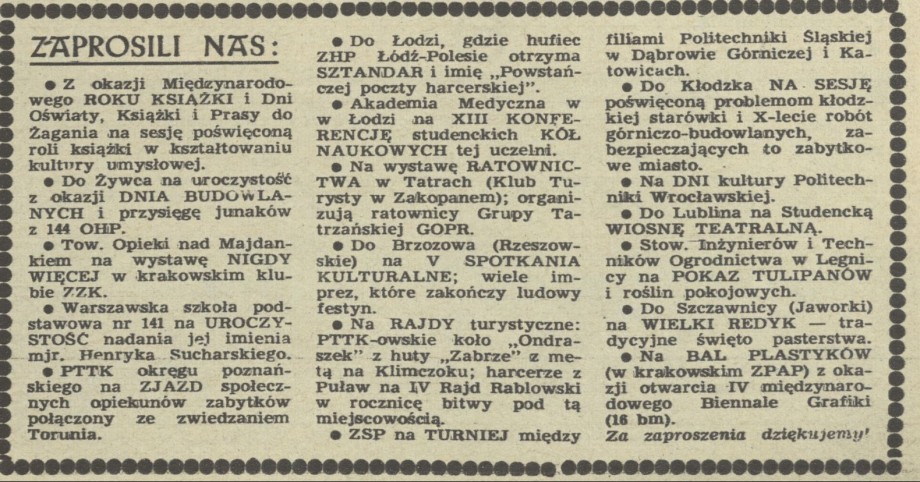 ZAPROSILI NAS:
● Z okazji Międzynarodo-
wego ROKU KSIĄŻKI i Dni
Oświaty, Książki i Prasy do
Żagania na sesję poświęconą
roli książki w kształtowaniu
kultury umysłowej.
● Do Żywca na uroczystość
z okazji DNIA BUDOWLA-
NYCH i przysięgę junaków
z 144 OHP.
● Tow. Opieki nad Majdan-
kiem na wystawę NIGDY
WIĘCEJ w krakowskim klu-
bie ZZK.
● Warszawska szkoła pod-
stawowa nr 141 na UROCZY-
STOŚĆ nadania jej imienia
mjr. Henryka Sucharskiego.
● PTTK okręgu poznań-
skiego na ZJAZD społecz-
nych opiekunów zabytków
połączony ze zwiedzaniem
Torunia.
● Do Łodzi, gdzie hufiec
ZHP Łódź-Polesie otrzyma
SZTANDAR i imię „Powstań-
czej poczty harcerskiej”.
● Akademia Medyczna w
w Łodzi na XIII KONFE-
RENCJĘ studenckich KÓŁ
NAUKOWYCH tej uczelni.
● Na wystawę RATOWNIC-
TWA w Tatrach (Klub Tu-
rysty w Zakopanem); organi-
zują ratownicy Grupy Ta-
trzańskiej GOPR.
● Do Brzozowa (Rzeszow-
skie) na V SPOTKANIA
KULTURALNE; wiele im-
prez, które zakończy ludowy
festyn.
● Na RAJDY turystyczne:
PTTK-owskie koło „Ondra-
szek” z huty „Zabrze” z me-
tą na Klimczoku; harcerze z
Puław na IV Rajd Rablowski
w rocznicę bitwy pod tą
miejscowością.
● ZSP na TURNIEJ między
filiami Politechniki Śląskiej
w Dąbrowie Górniczej i Ka-
towicach.
● Do Kłodzka NA SESJĘ
poświęconą problemom kłodz-
kiej starówki i X-lecie robót
górniczo-budowlanych, za-
bezpieczających to zabytko-
we miasto.
● Na DNI kultury Politech-
niki Wrocławskiej.
● Do Lublina na Studencką
WIOSNĘ TEATRALNĄ.
● Stow. Inżynierów i Tech-
ników Ogrodnictwa w Legni-
cy na POKAZ TULIPANÓW
i roślin pokojowych.
● Do Szczawnicy (Jaworki)
na WIELKI REDYK — tra-
dycyjne święto pasterstwa.
● Na BAL PLASTYKÓW
(w krakowskim ZPAP) z oka-
zji otwarcia IV międzynaro-
dowego Biennale Grafiki
(16 bm).
Za zaproszenia dziękujemy!